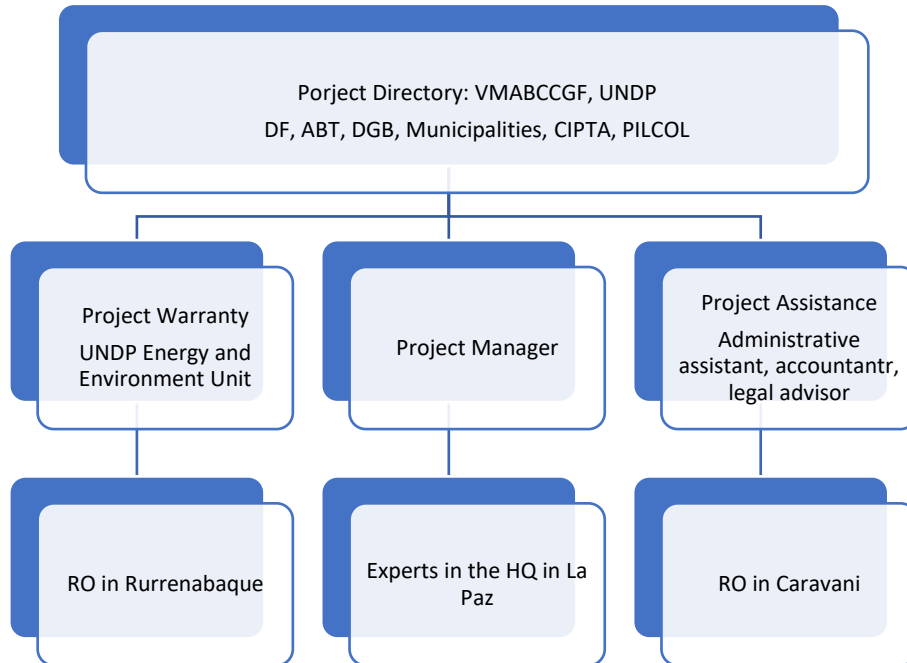 Porject Directory: VMABCCGF, UNDP
DF, ABT, DGB, Municipalities, CIPTA, PILCOL
Project Warranty
UNDP Energy and
Environment Unit
Project Manager
Project Assistance
Administrative
assistant, accountantr,
legal advisor
RO in Rurrenabaque
Experts in the HQ in La
Paz
RO in Caravani